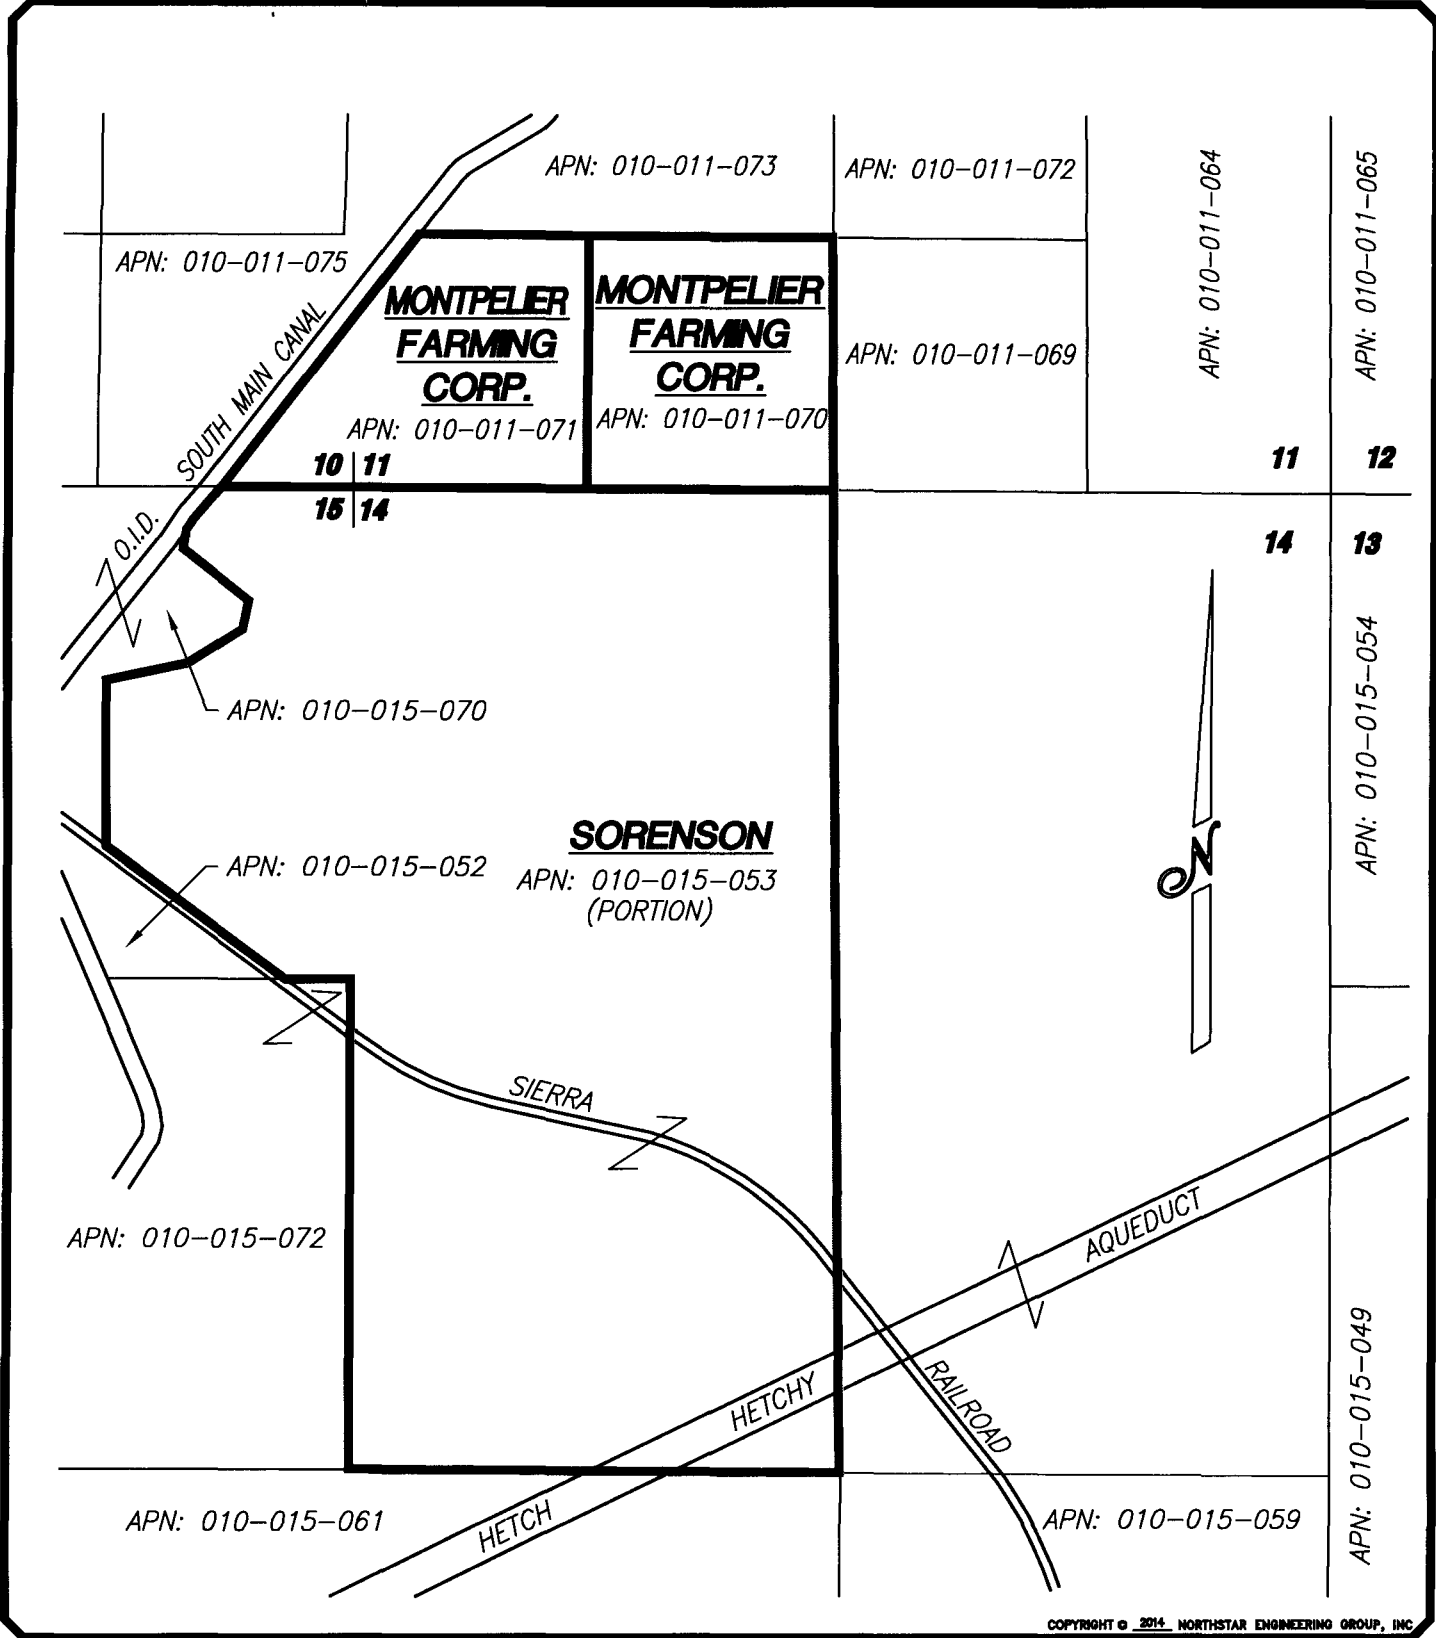 APN: 010-011-073
APN: 010-011-072
APN: 010-011-064
APN: 010-011-065
APN: 010-011-075
MONTPELIER
FARMING
CORP.
APN: 010-011-071
MONTPELIER
FARMING
CORP.
APN: 010-011-070
APN: 010-011-069
SOUTH MAIN CANAL
O.I.D.
10 11
15 14
11 12
14 13
APN: 010-015-070
APN: 010-015-054
APN: 010-015-052
SORENSON
APN: 010-015-053
(PORTION)
N
SIERRA
RAILROAD
APN: 010-015-072
HETCH HETCHY AQUEDUCT
APN: 010-015-049
APN: 010-015-061
APN: 010-015-059
COPYRIGHT © 2014 NORTHSTAR ENGINEERING GROUP, INC